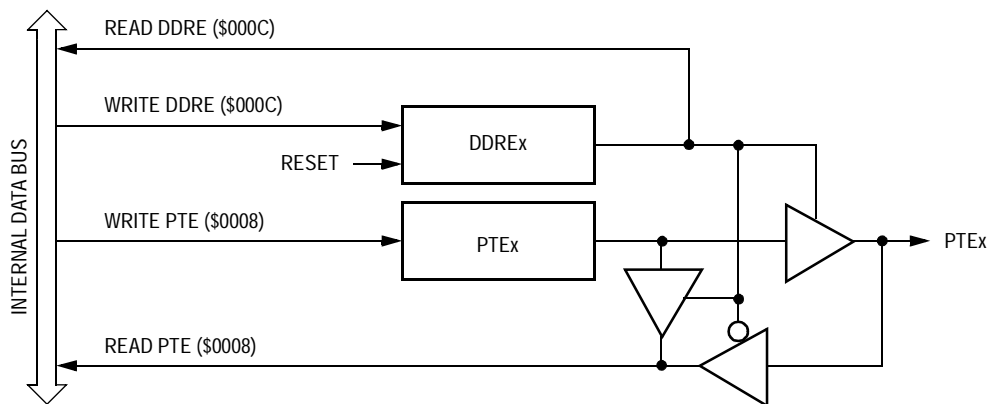 READ DDRE ($000C)
WRITE DDRE ($000C)
DDREx
RESET
WRITE PTE ($0008)
PTEx
PTEx
READ PTE ($0008)
INTERNAL DATA BUS